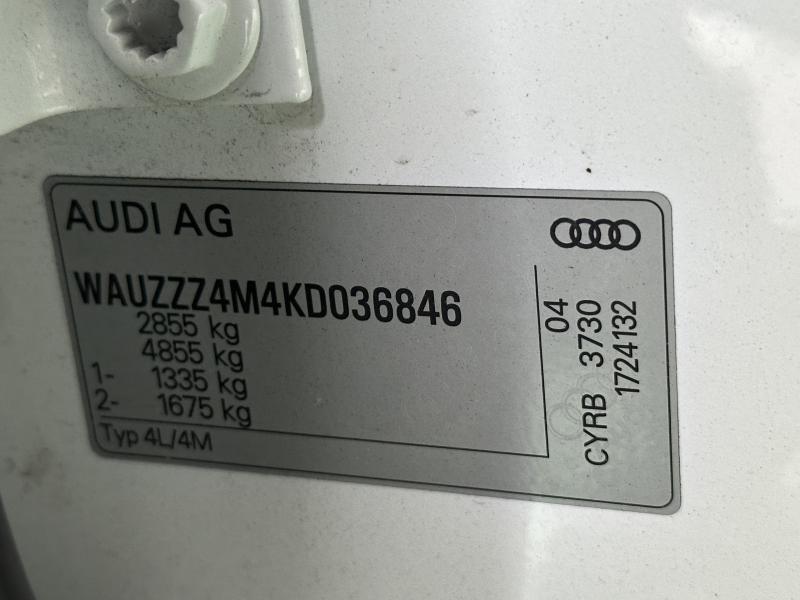 AUDI AG
WAUZZZ4M4KD036846
2855 kg
4855 kg
1- 1335 kg
2- 1675 kg
Typ 4L/4M
04
CYRB 3730
1724132